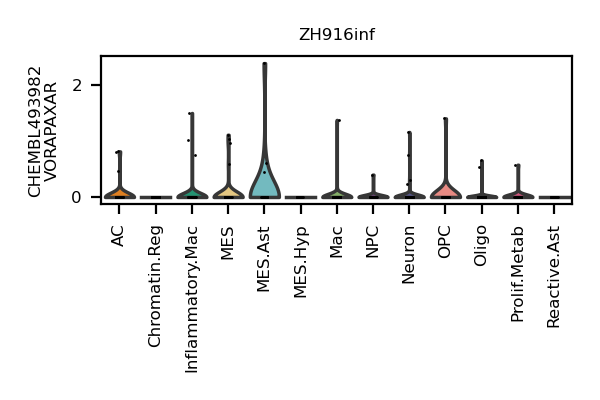 ZH916inf
CHEMBL493982
VORAPAXAR
2
0
AC
Chromatin.Reg
Inflammatory.Mac
MES
MES.Ast
MES.Hyp
Mac
NPC
Neuron
OPC
Oligo
Prolif.Metab
Reactive.Ast